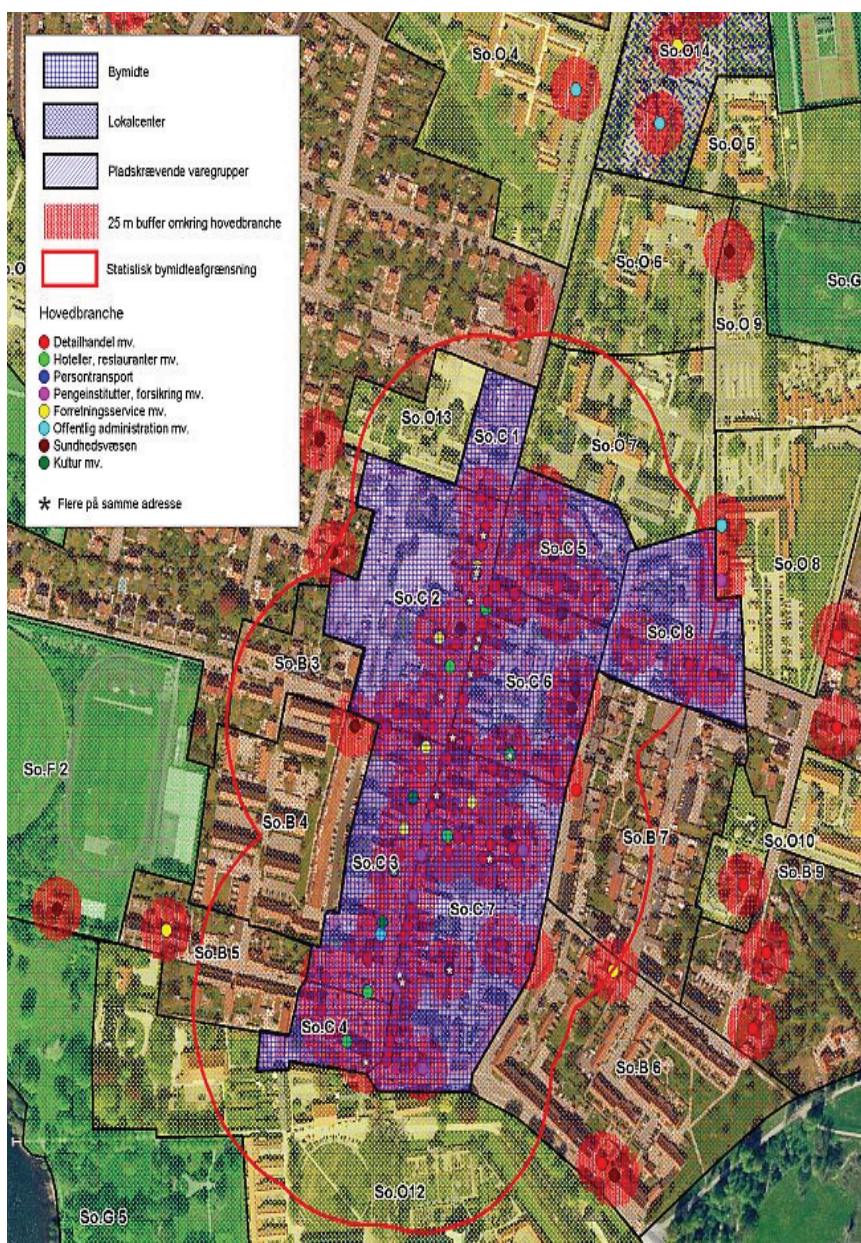 Bymidte
Lokalcenter
Pladskrævende varegrupper
25 m buffer omkring hovedbranche
Statistisk bymidteafgrænsning
Hovedbranche
Detailhandel mv.
Hoteller, restauranter mv.
Persontransport
Pengeinstitutter, forsikring mv.
Forretningsservice mv.
Offentlig administration mv.
Sundhedsvæsen
Kultur mv.
* Flere på samme adresse
So.O 4
So.O14
So.O 5
So.O 6
So.G
So.O 9
So.O13
So.C 1
So.O 7
So.C 5
So.O 8
So.C 2
So.C 8
So.B 3
So.C 6
So.F 2
So.B 4
So.B 7
So.O10
So.C 3
So.B 9
So.C 7
So.B 5
So.C 4
So.B 6
So.O12
So.G 5